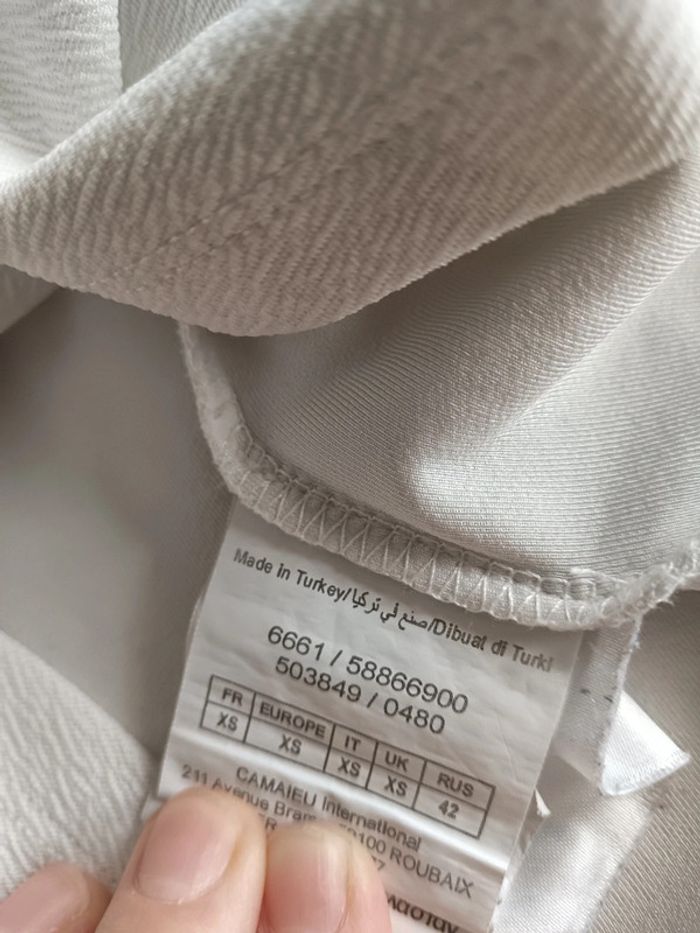 Made in Turkey/صنع في تركيا/Dibuat di Turki
6661 / 58866900
503849 / 0480
FR EUROPE IT UK RUS
XS XS XS XS 42
CAMAIEU International
211 Avenue 59100 ROUBAIX